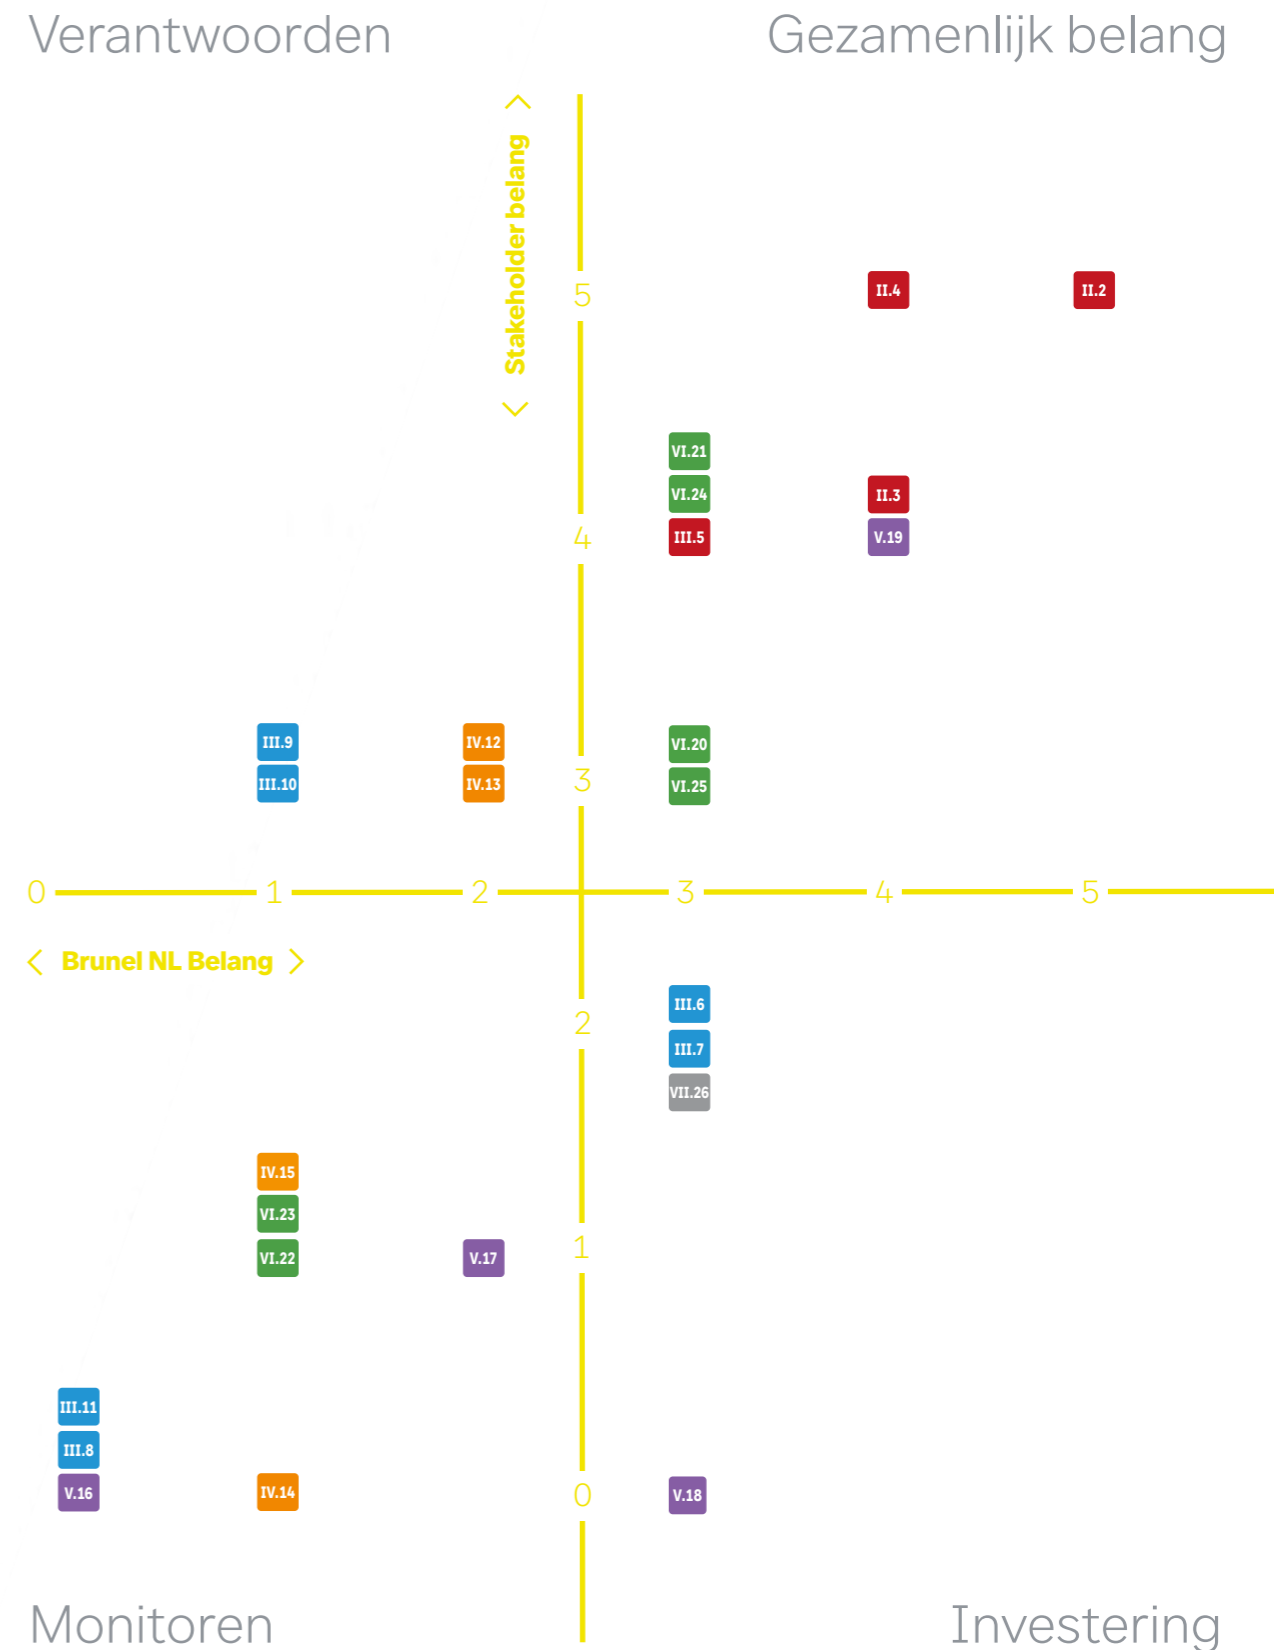 Verantwoorden
Gezamenlijk belang
Stakeholder belang
5
II.4
II.2
VI.21
VI.24
II.3
III.5
4
V.19
III.9
IV.12
VI.20
III.10
IV.13
3
VI.25
0
1
2
3
4
5
Brunel NL Belang
III.6
2
III.7
VII.26
IV.15
VI.23
VI.22
V.17
1
III.11
III.8
V.16
IV.14
0
V.18
Monitoren
Investering